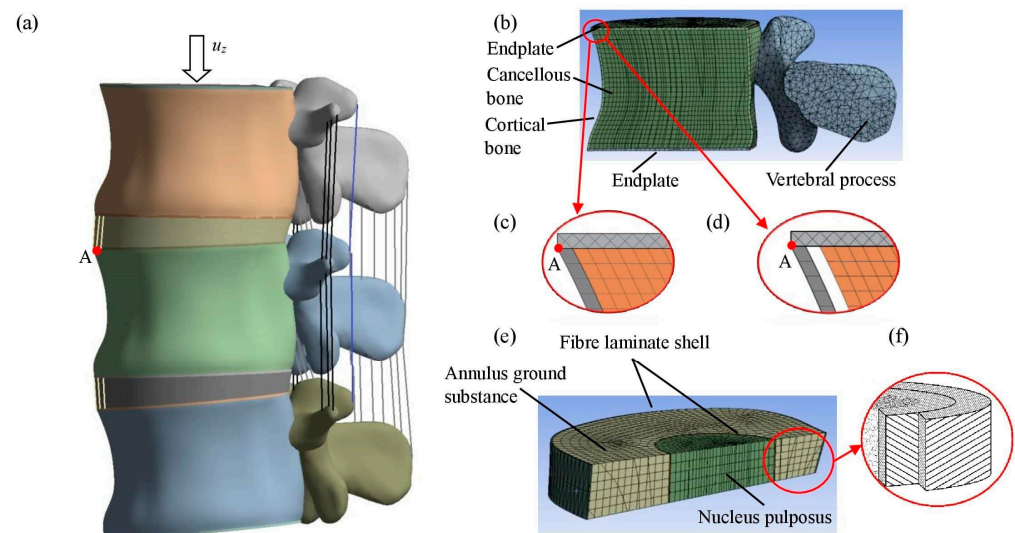 (a)
u_z
A
(b)
Endplate
Cancellous
bone
Cortical
bone
Endplate
Vertebral process
(c)
A
(d)
A
(e)
Fibre laminate shell
Annulus ground
substance
Nucleus pulposus
(f)